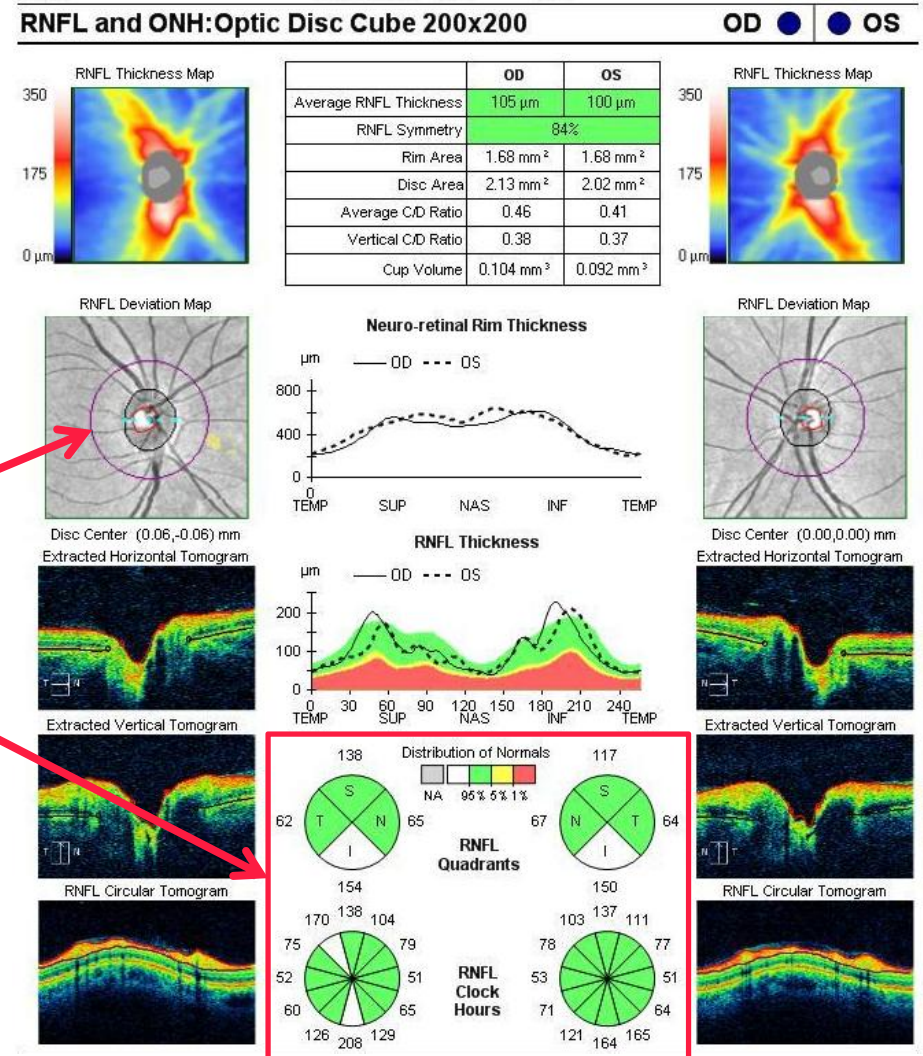 RNFL and ONH:Optic Disc Cube 200x200 OD OS
RNFL Thickness Map
350
175
0 µm
OD OS
Average RNFL Thickness 105 µm 100 µm
RNFL Symmetry 84%
Rim Area 1.68 mm² 1.68 mm²
Disc Area 2.13 mm² 2.02 mm²
Average C/D Ratio 0.46 0.41
Vertical C/D Ratio 0.38 0.37
Cup Volume 0.104 mm³ 0.092 mm³
RNFL Thickness Map
350
175
0 µm
RNFL Deviation Map
Disc Center (0.06,-0.06) mm
Neuro-retinal Rim Thickness
µm OD OS
800
400
0
0
TEMP SUP NAS INF TEMP
RNFL Deviation Map
Disc Center (0.00,0.00) mm
RNFL Thickness
µm OD OS
200
100
0
0 30 60 90 120 150 180 210 240
TEMP SUP NAS INF TEMP
Extracted Horizontal Tomogram
T N
Extracted Vertical Tomogram
I T
RNFL Circular Tomogram
Extracted Horizontal Tomogram
N T
Extracted Vertical Tomogram
I T
RNFL Circular Tomogram
138 Distribution of Normals 117
NA 95% 5% 1%
S S
62 T N 65 67 N T 64
I I
RNFL
Quadrants
154 150
170 138 104 103 137 111
75 79 78 77
52 51 53 51
60 65 71 64
126 208 129 121 164 165
RNFL
Clock
Hours